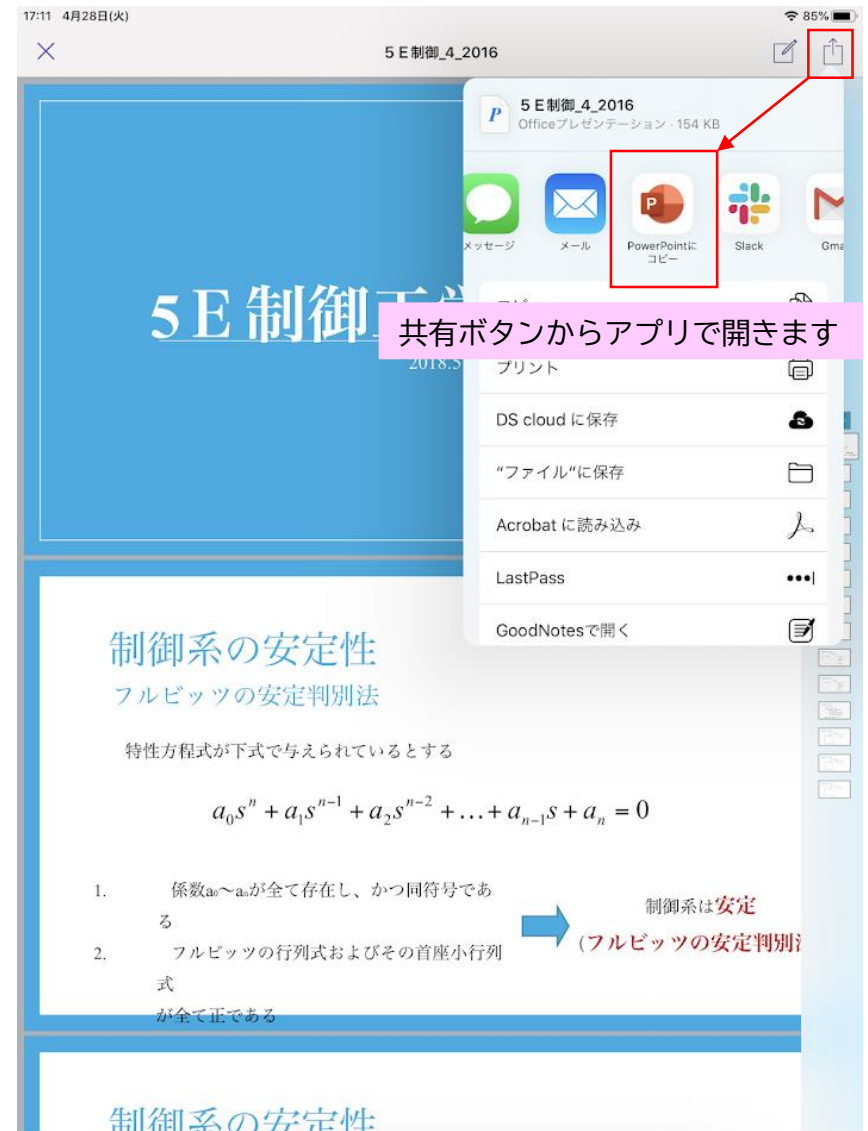 17:11 4月28日(火)
85%
5E制御_4_2016
5E制御_4_2016
Officeプレゼンテーション · 154 KB
メッセージ
メール
PowerPointに
コピー
Slack
共有ボタンからアプリで開きます
プリント
DS cloud に保存
"ファイル"に保存
Acrobat に読み込み
LastPass
GoodNotesで開く
5E制御
2018.5
制御系の安定性
フルビッツの安定判別法
特性方程式が下式で与えられているとする
a₀sⁿ + a₁sⁿ⁻¹ + a₂sⁿ⁻² + ... + aₙ₋₁s + aₙ = 0
1. 係数a₀～aₙが全て存在し、かつ同符号であ
る
2. フルビッツの行列式およびその首座小行列
式
が全て正である
制御系は安定
(フルビッツの安定判別
制御系の安定性